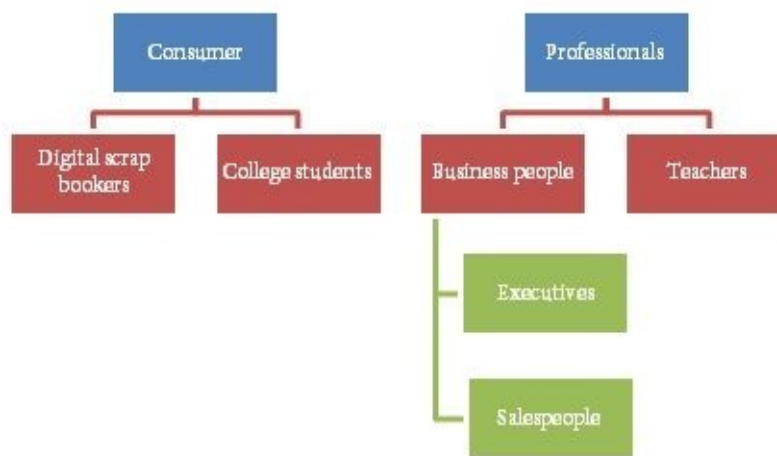 Consumer
Professionals
Digital scrap
bookers
College students
Business people
Teachers
Executives
Salespeople